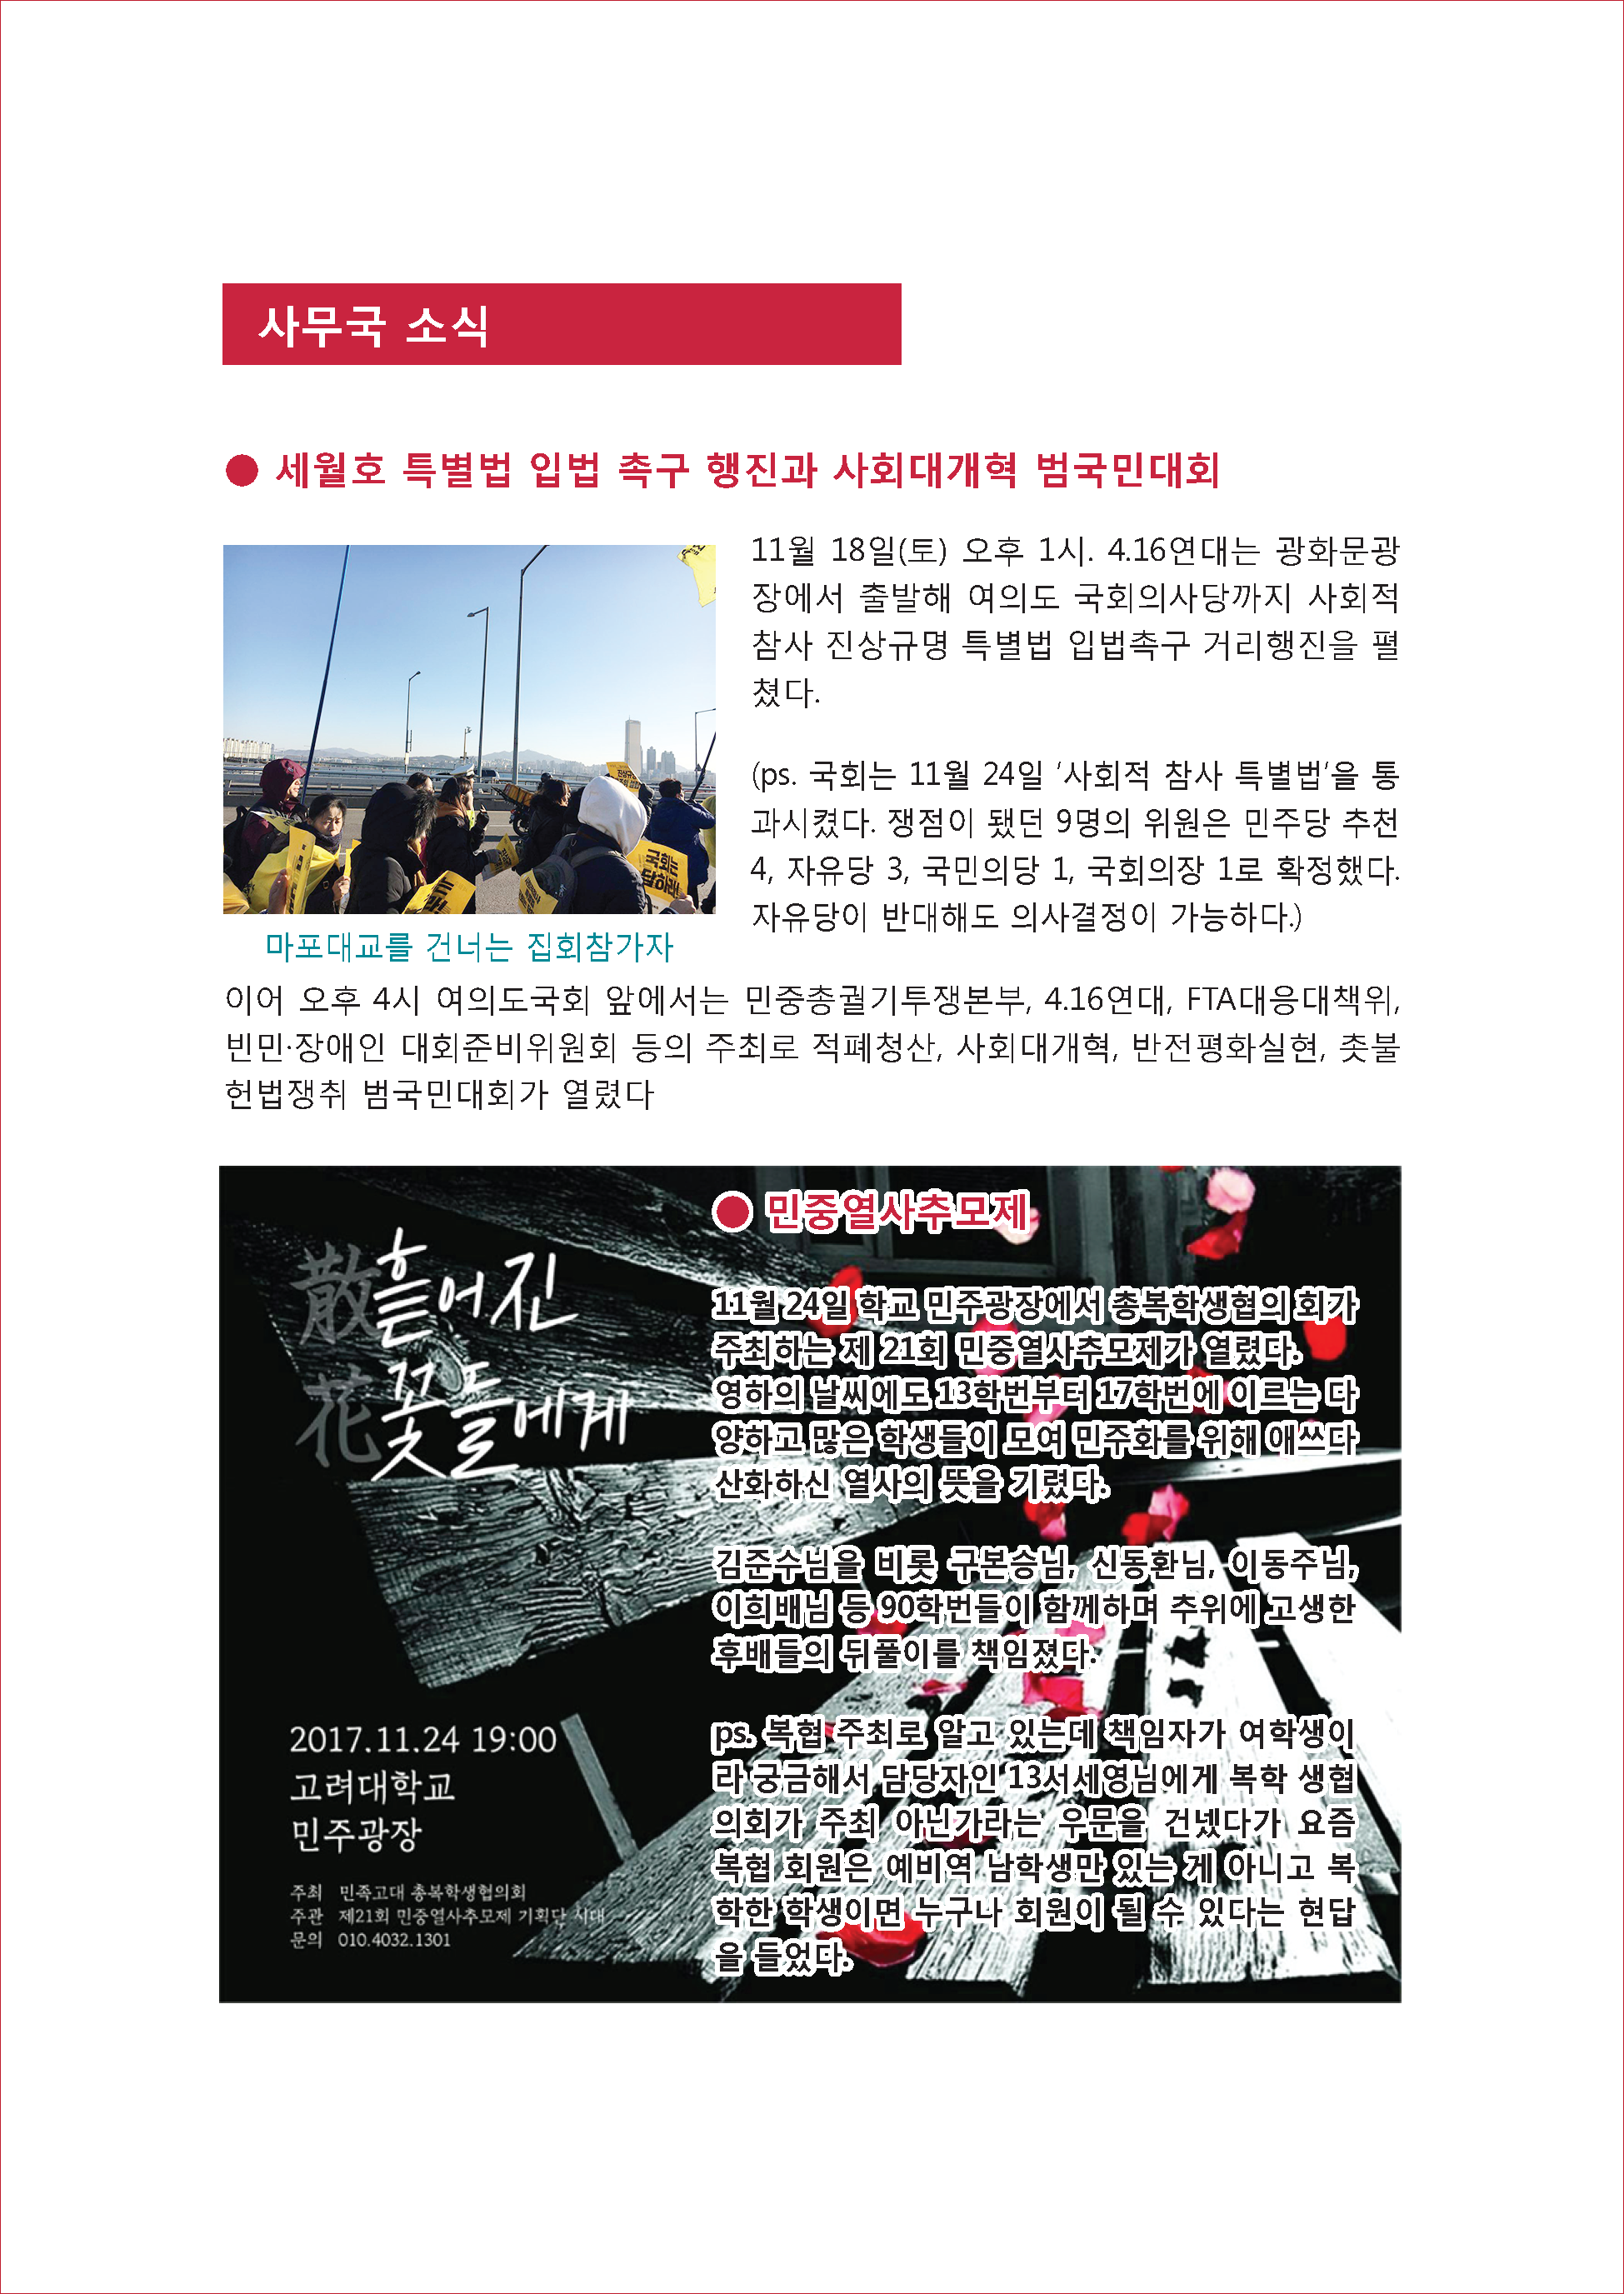 사무국 소식
● 세월호 특별법 입법 촉구 행진과 사회대개혁 범국민대회
11월 18일(토) 오후 1시. 4.16연대는 광화문광
장에서 출발해 여의도 국회의사당까지 사회적
참사 진상규명 특별법 입법촉구 거리행진을 펼
쳤다.
(ps. 국회는 11월 24일 '사회적 참사 특별법'을 통
과시켰다. 쟁점이 됐던 9명의 위원은 민주당 추천
4, 자유당 3, 국민의당 1, 국회의장 1로 확정했다.
자유당이 반대해도 의사결정이 가능하다.)
국회는
답하라!
마포대교를 건너는 집회참가자
이어 오후 4시 여의도국회 앞에서는 민중총궐기투쟁본부, 4.16연대, FTA대응대책위,
빈민·장애인 대회준비위원회 등의 주최로 적폐청산, 사회대개혁, 반전평화실현, 촛불
헌법쟁취 범국민대회가 열렸다
散花
흩어진
꽃들에게
2017.11.24 19:00
고려대학교
민주광장
주최 민족고대 총복학생협의회
주관 제21회 민중열사추모제 기획단 시대
문의 010.4032.1301
● 민중열사추모제
11월 24일 학교 민주광장에서 총복학생협의 회가
주최하는 제 21회 민중열사추모제가 열렸다.
영하의 날씨에도 13학번부터 17학번에 이르는 다
양하고 많은 학생들이 모여 민주화를 위해 애쓰다
산화하신 열사의 뜻을 기렸다.
김준수님을 비롯 구본승님, 신동환님, 이동주님,
이희배님 등 90학번들이 함께하며 추위에 고생한
후배들의 뒤풀이를 책임졌다.
ps. 복협 주최로 알고 있는데 책임자가 여학생이
라 궁금해서 담당자인 13서세영님에게 복학 생협
의회가 주최 아닌가라는 우문을 건넸다가 요즘
복협 회원은 예비역 남학생만 있는 게 아니고 복
학한 학생이면 누구나 회원이 될 수 있다는 현답
을 들었다.